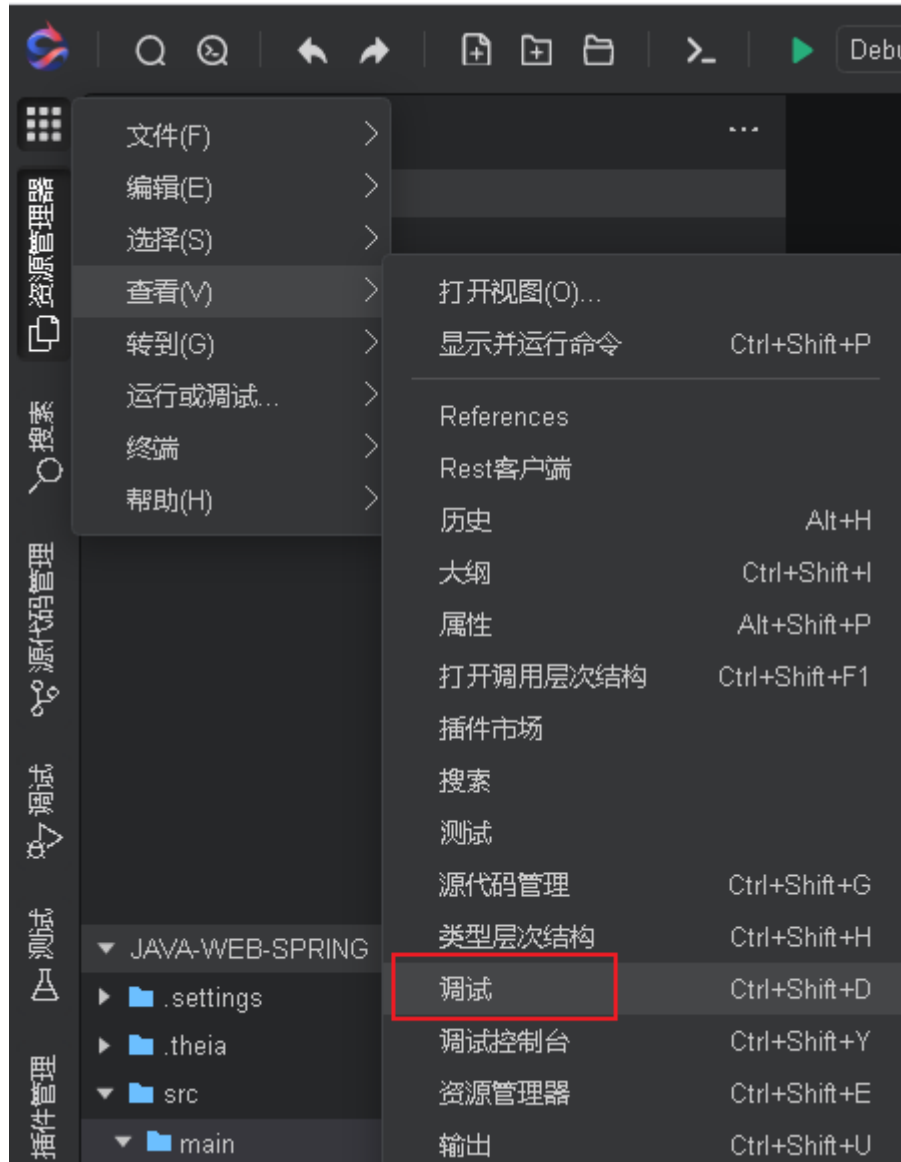 Debu
文件(F)
编辑(E)
选择(S)
查看(V)
转到(G)
运行或调试...
终端
帮助(H)
资源管理器
搜索
源代码管理
调试
测试
插件管理
打开视图(O)...
显示并运行命令 Ctrl+Shift+P
References
Rest客户端
历史 Alt+H
大纲 Ctrl+Shift+I
属性 Alt+Shift+P
打开调用层次结构 Ctrl+Shift+F1
插件市场
搜索
测试
源代码管理 Ctrl+Shift+G
类型层次结构 Ctrl+Shift+H
调试 Ctrl+Shift+D
调试控制台 Ctrl+Shift+Y
资源管理器 Ctrl+Shift+E
输出 Ctrl+Shift+U
JAVA-WEB-SPRING
.settings
.theia
src
main